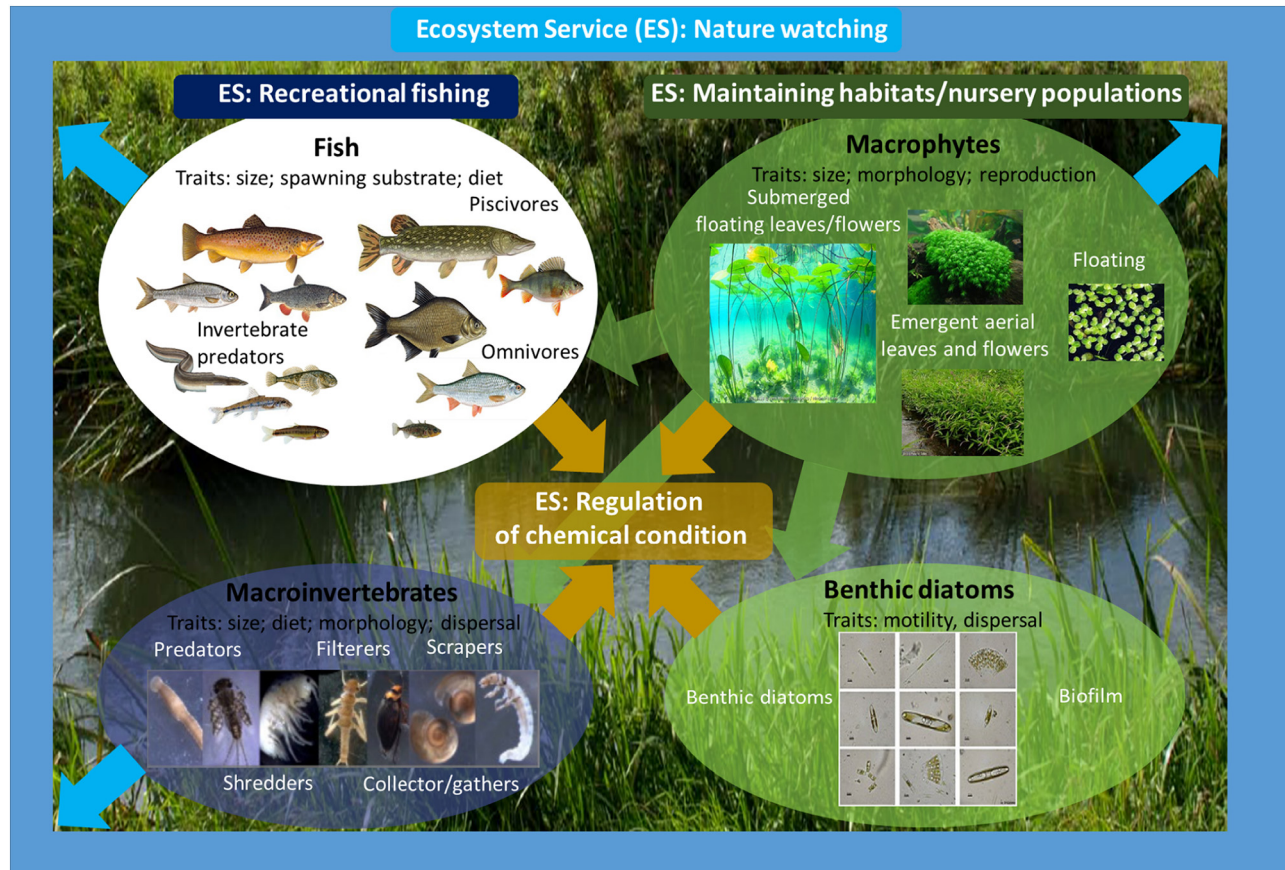 Ecosystem Service (ES): Nature watching
ES: Recreational fishing
ES: Maintaining habitats/nursery populations
Fish
Traits: size; spawning substrate; diet
Piscivores
Invertebrate
predators
Omnivores
Macrophytes
Traits: size; morphology; reproduction
Submerged
floating leaves/flowers
Floating
Emergent aerial
leaves and flowers
ES: Regulation
of chemical condition
Macroinvertebrates
Traits: size; diet; morphology; dispersal
Predators
Filterers
Scrapers
Shredders
Collector/gathers
Benthic diatoms
Traits: motility, dispersal
Benthic diatoms
Biofilm